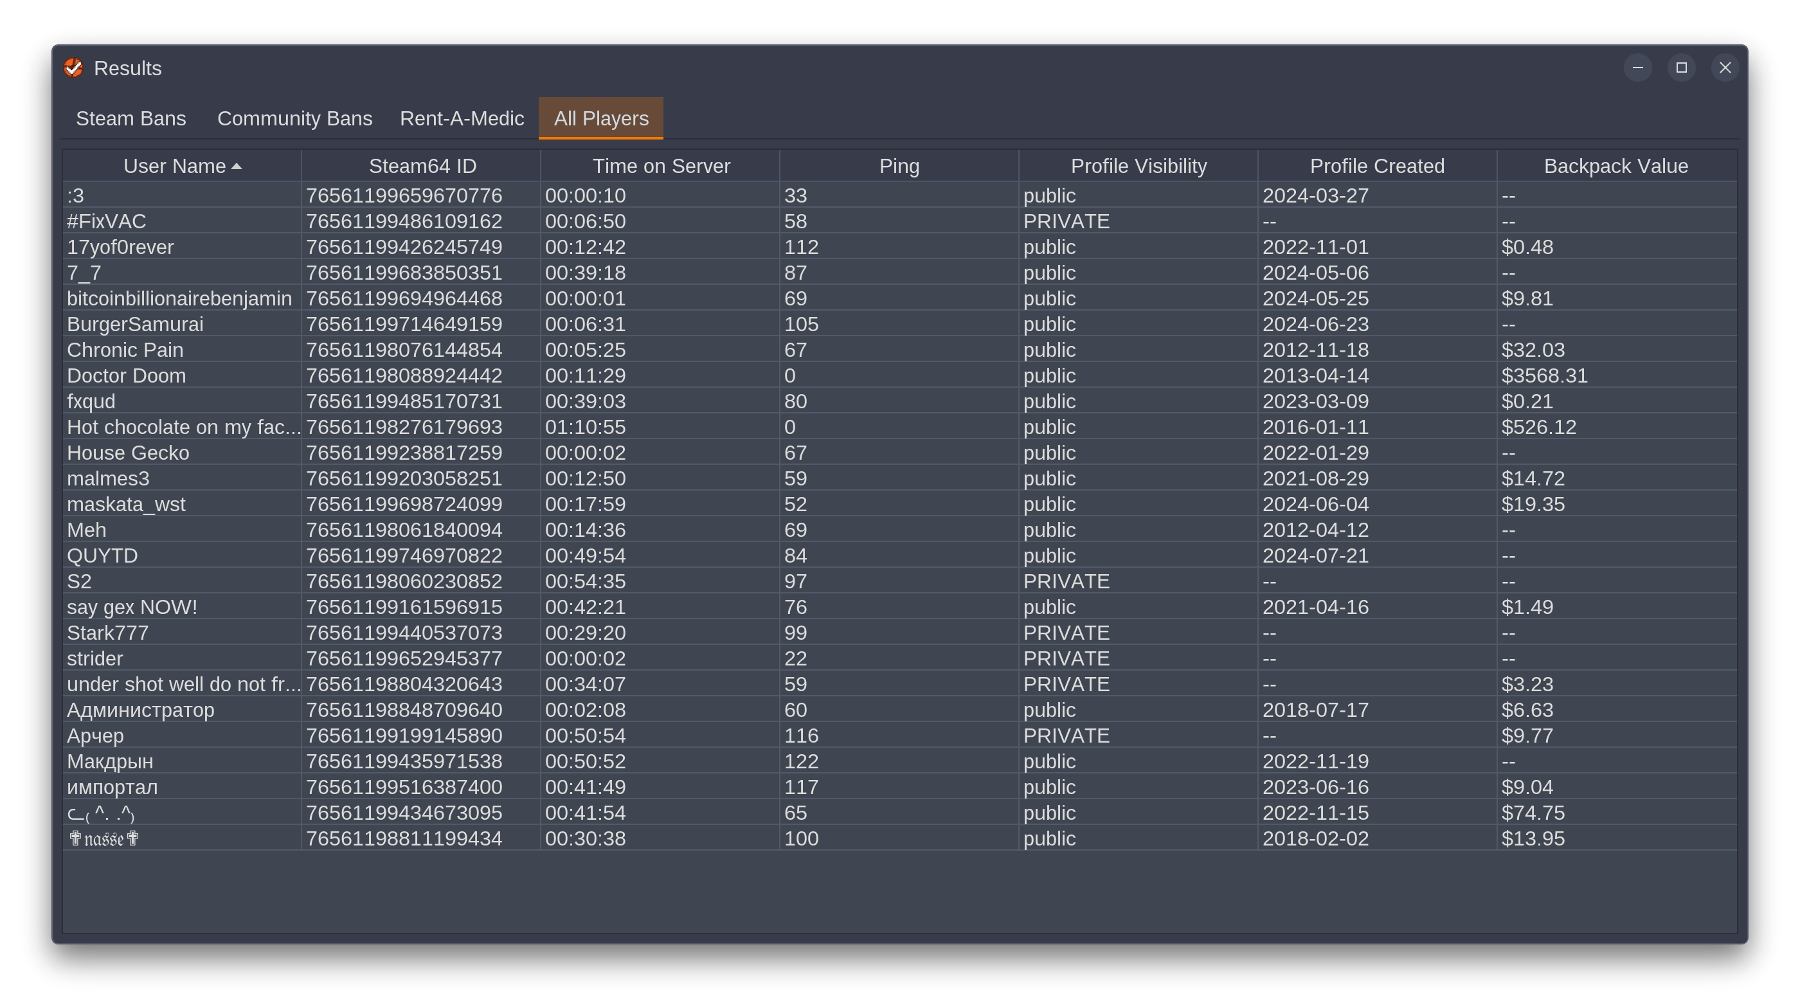 Results
Steam Bans Community Bans Rent-A-Medic All Players
User Name Steam64 ID Time on Server Ping Profile Visibility Profile Created Backpack Value
:3 76561199659670776 00:00:10 33 public 2024-03-27 --
#FixVAC 76561199486109162 00:06:50 58 PRIVATE -- --
17yof0rever 76561199426245749 00:12:42 112 public 2022-11-01 $0.48
7_7 76561199683850351 00:39:18 87 public 2024-05-06 --
bitcoinbillionairebenjamin 76561199694964468 00:00:01 69 public 2024-05-25 $9.81
BurgerSamurai 76561199714649159 00:06:31 105 public 2024-06-23 --
Chronic Pain 76561198076144854 00:05:25 67 public 2012-11-18 $32.03
Doctor Doom 76561198088924442 00:11:29 0 public 2013-04-14 $3568.31
fxqud 76561199485170731 00:39:03 80 public 2023-03-09 $0.21
Hot chocolate on my fac... 76561198276179693 01:10:55 0 public 2016-01-11 $526.12
House Gecko 76561199238817259 00:00:02 67 public 2022-01-29 --
malmes3 76561199203058251 00:12:50 59 public 2021-08-29 $14.72
maskata_wst 76561199698724099 00:17:59 52 public 2024-06-04 $19.35
Meh 76561198061840094 00:14:36 69 public 2012-04-12 --
QUYTD 76561199746970822 00:49:54 84 public 2024-07-21 --
S2 76561198060230852 00:54:35 97 PRIVATE -- --
say gex NOW! 76561199161596915 00:42:21 76 public 2021-04-16 $1.49
Stark777 76561199440537073 00:29:20 99 PRIVATE -- --
strider 76561199652945377 00:00:02 22 PRIVATE -- --
under shot well do not fr... 76561198804320643 00:34:07 59 PRIVATE -- $3.23
Администратор 76561198848709640 00:02:08 60 public 2018-07-17 $6.63
Арчер 76561199199145890 00:50:54 116 PRIVATE -- $9.77
Макдрын 76561199435971538 00:50:52 122 public 2022-11-19 --
импортал 76561199516387400 00:41:49 117 public 2023-06-16 $9.04
ᓚ₍ ^. .^₎ 76561199434673095 00:41:54 65 public 2022-11-15 $74.75
✟𝔫𝔞𝔰̃𝔰̃𝔢✟ 76561198811199434 00:30:38 100 public 2018-02-02 $13.95